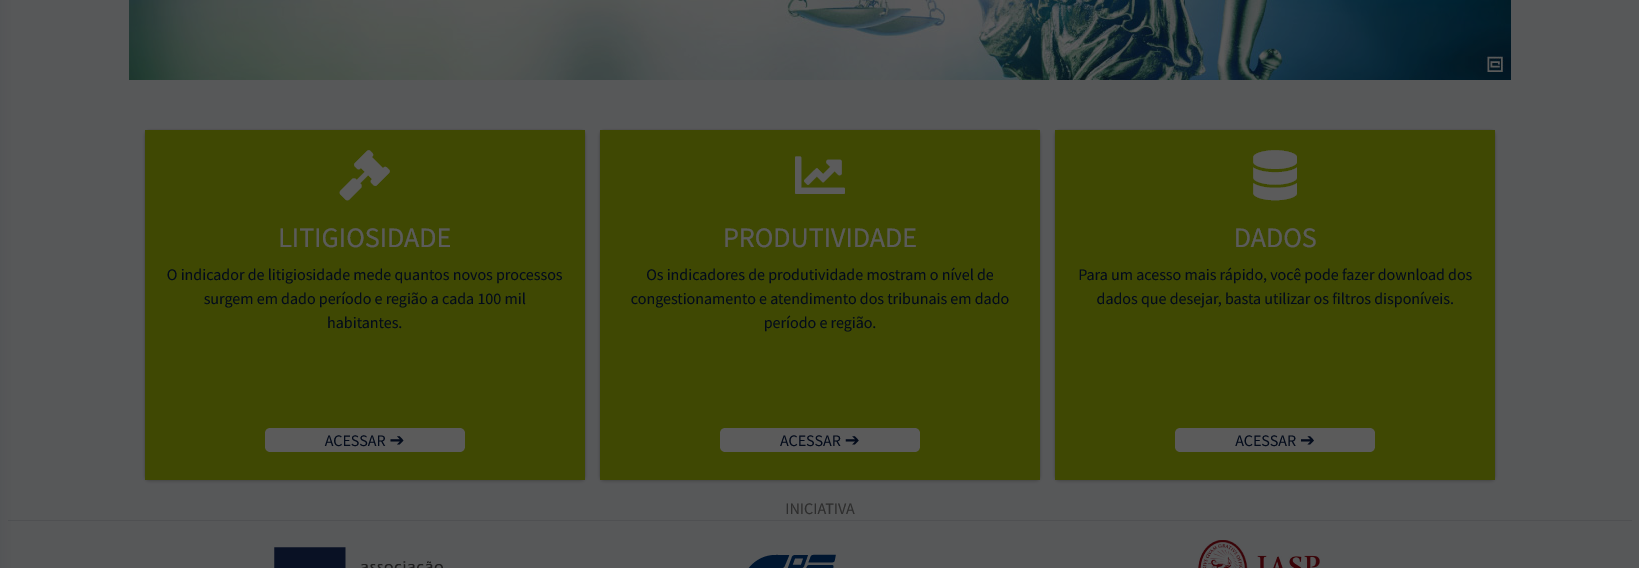 LITIGIOSIDADE
O indicador de litigiosidade mede quantos novos processos
surgem em dado período e região a cada 100 mil
habitantes.
ACESSAR ➔
PRODUTIVIDADE
Os indicadores de produtividade mostram o nível de
congestionamento e atendimento dos tribunais em dado
período e região.
ACESSAR ➔
DADOS
Para um acesso mais rápido, você pode fazer download dos
dados que desejar, basta utilizar os filtros disponíveis.
ACESSAR ➔
INICIATIVA
associação
IASP